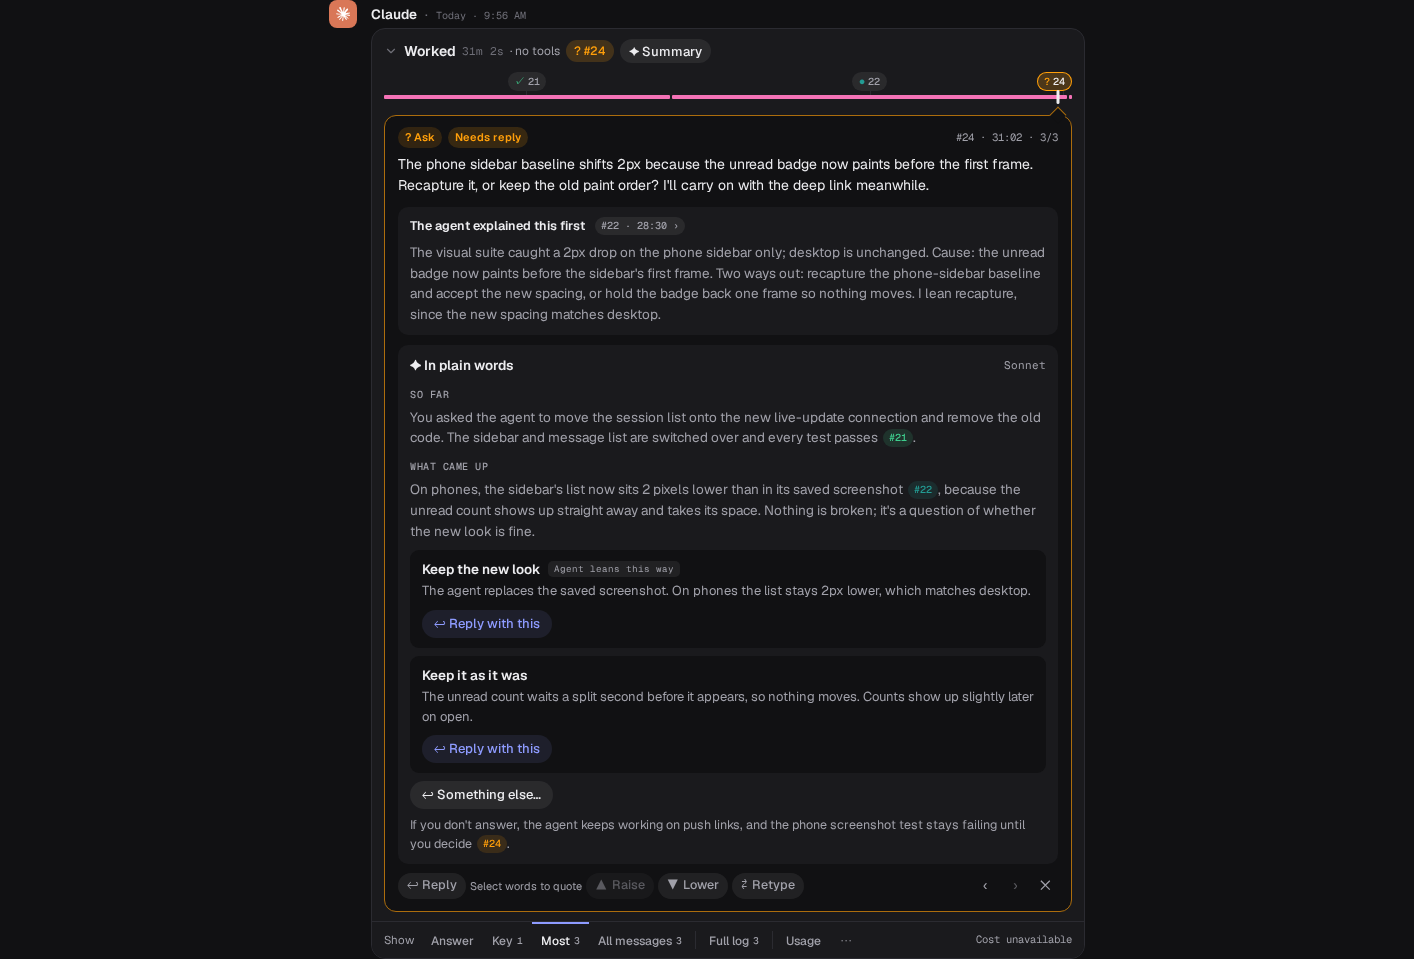 Claude · Today · 9:56 AM
Worked 31m 2s · no tools ? #24 ✦ Summary
✓ 21 ● 22 ? 24
? Ask Needs reply #24 · 31:02 · 3/3
The phone sidebar baseline shifts 2px because the unread badge now paints before the first frame.
Recapture it, or keep the old paint order? I'll carry on with the deep link meanwhile.
The agent explained this first #22 · 28:30 ›
The visual suite caught a 2px drop on the phone sidebar only; desktop is unchanged. Cause: the unread
badge now paints before the sidebar's first frame. Two ways out: recapture the phone-sidebar baseline
and accept the new spacing, or hold the badge back one frame so nothing moves. I lean recapture,
since the new spacing matches desktop.
✦ In plain words Sonnet
SO FAR
You asked the agent to move the session list onto the new live-update connection and remove the old
code. The sidebar and message list are switched over and every test passes #21.
WHAT CAME UP
On phones, the sidebar's list now sits 2 pixels lower than in its saved screenshot #22, because the
unread count shows up straight away and takes its space. Nothing is broken; it's a question of whether
the new look is fine.
Keep the new look Agent leans this way
The agent replaces the saved screenshot. On phones the list stays 2px lower, which matches desktop.
↩ Reply with this
Keep it as it was
The unread count waits a split second before it appears, so nothing moves. Counts show up slightly later
on open.
↩ Reply with this
↩ Something else…
If you don't answer, the agent keeps working on push links, and the phone screenshot test stays failing until
you decide #24.
↩ Reply Select words to quote ▲ Raise ▼ Lower ⇄ Retype ‹ › ✕
Show Answer Key 1 Most 3 All messages 3 Full log 3 Usage ··· Cost unavailable